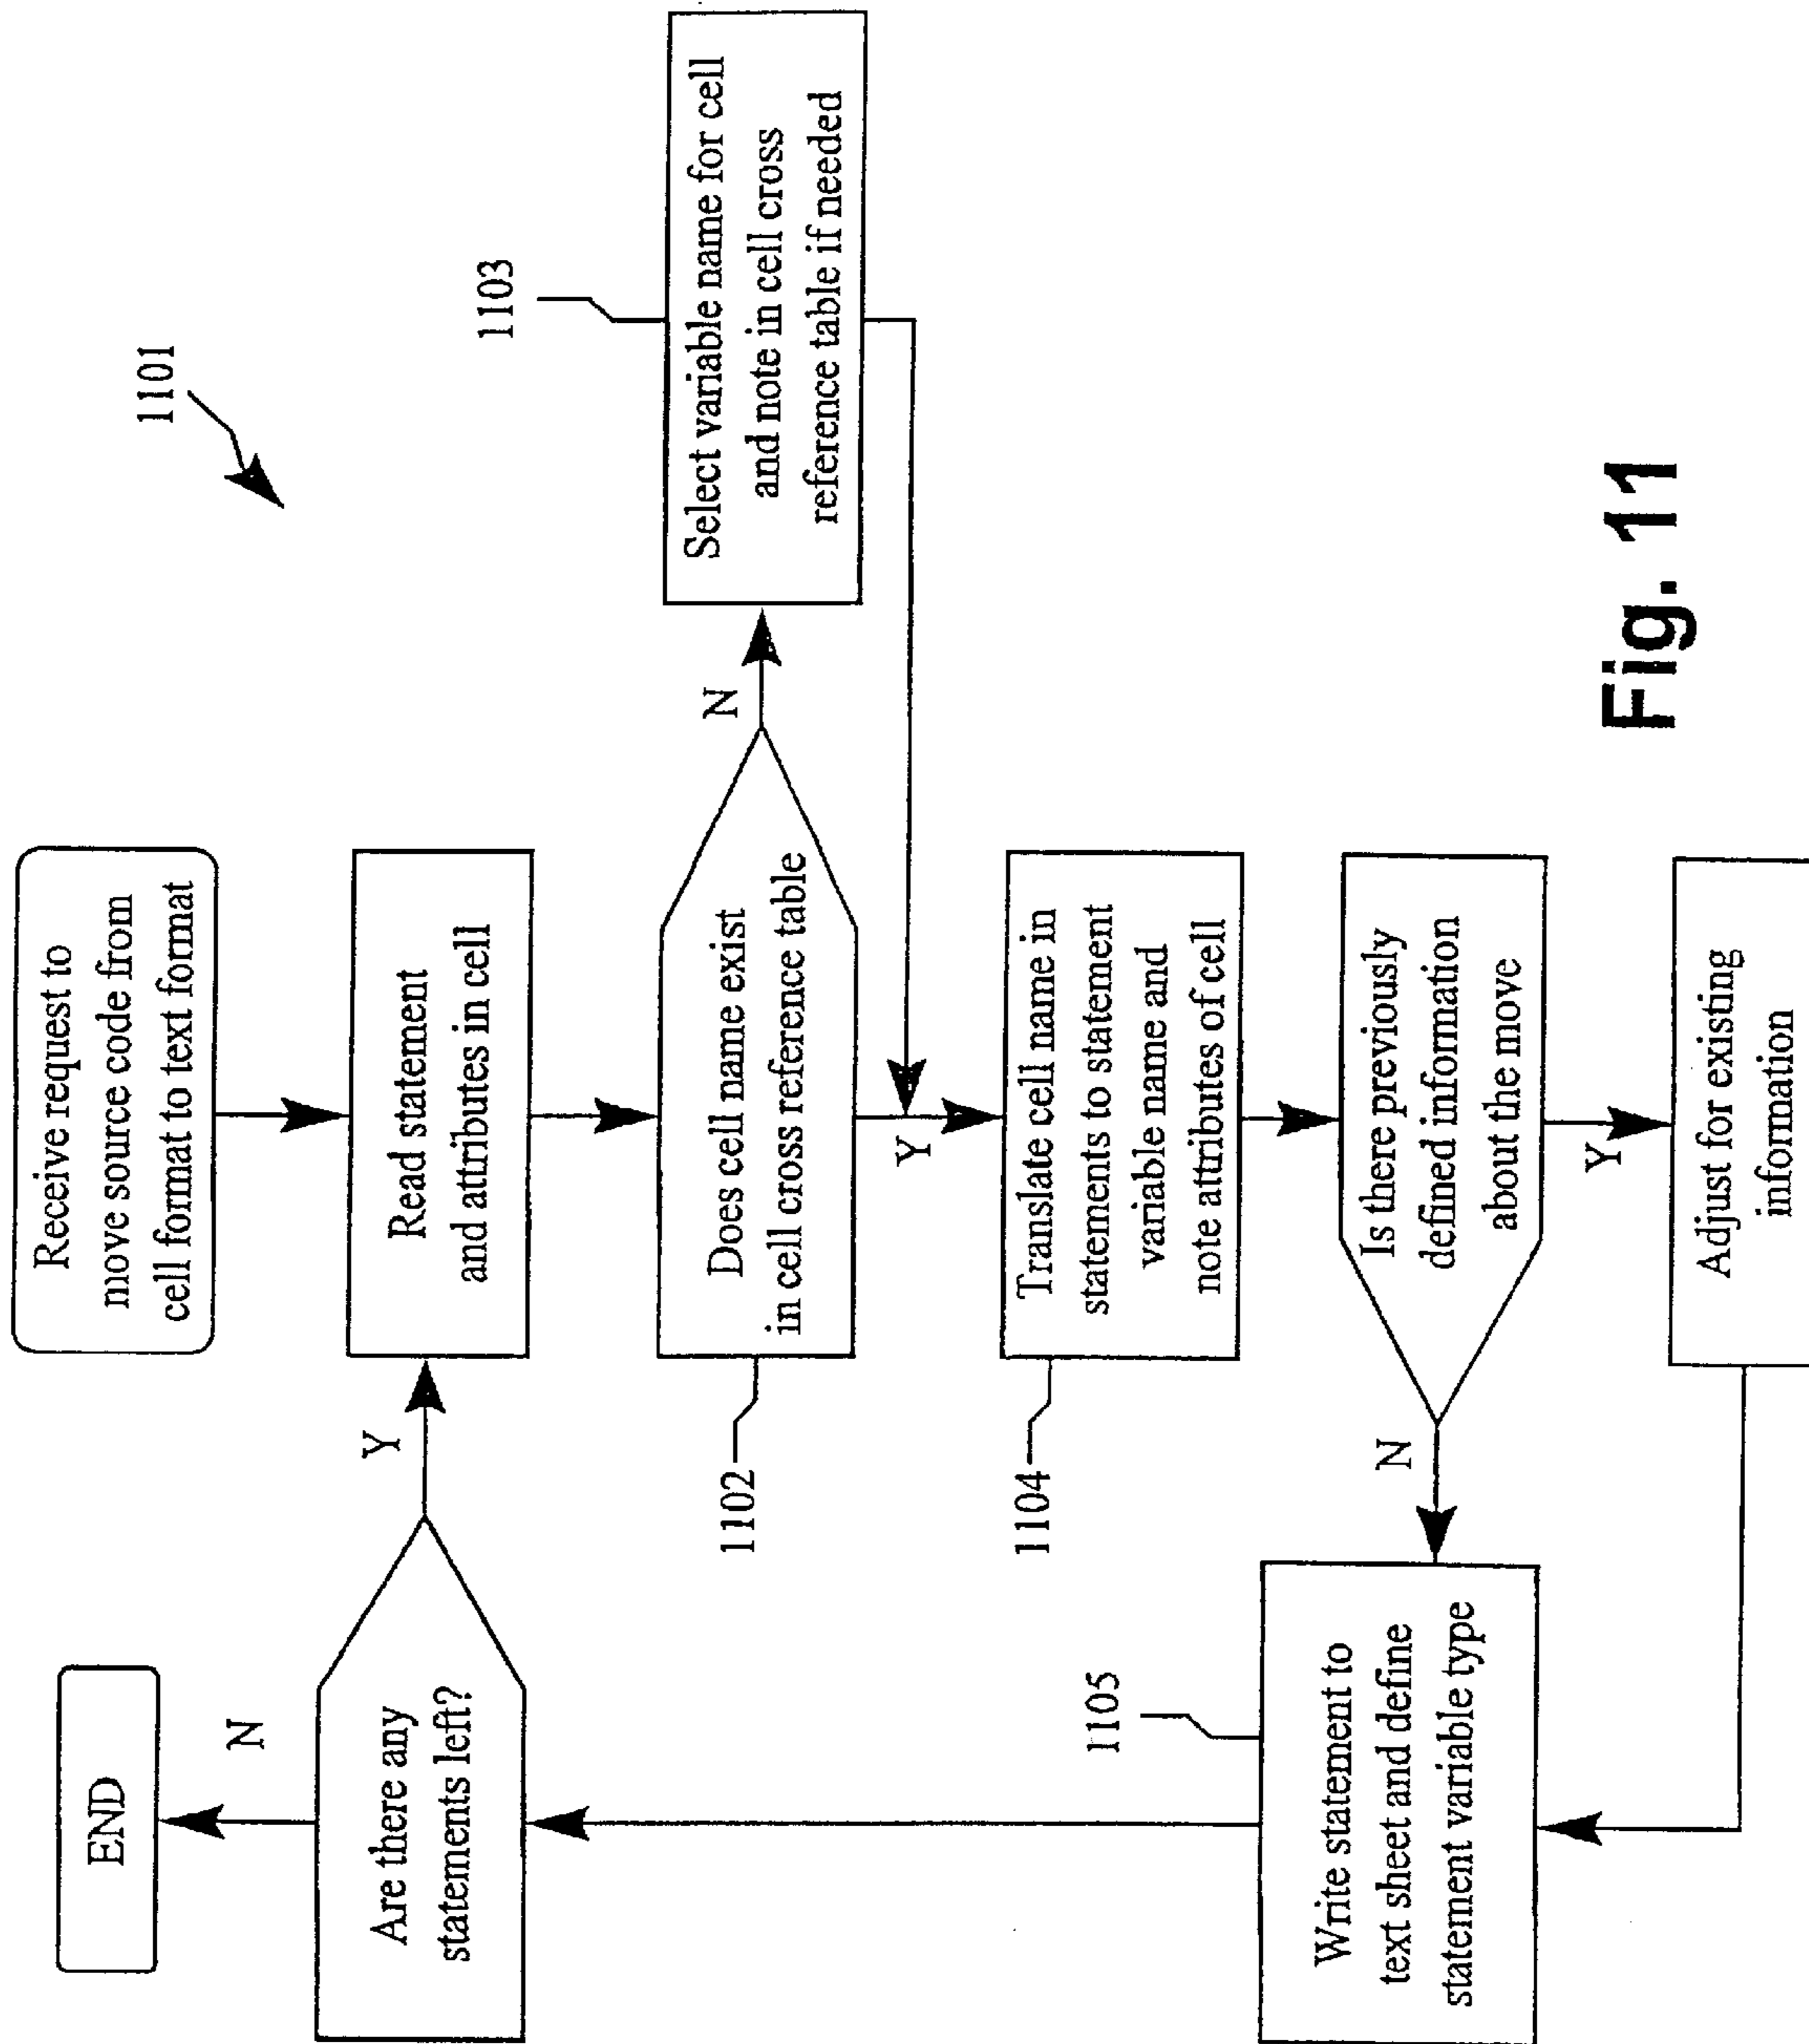 1101
Receive request to
move source code from
cell format to text format
END
Are there any
statements left?
N
Y
Read statement
and attributes in cell
1102
Does cell name exist
in cell cross reference table
N
Y
1103
Select variable name for cell
and note in cell cross
reference table if needed
1104
Translate cell name in
statements to statement
variable name and
note attributes of cell
1105
Write statement to
text sheet and define
statement variable type
N
Is there previously
defined information
about the move
Y
Adjust for existing
information
Fig. 11